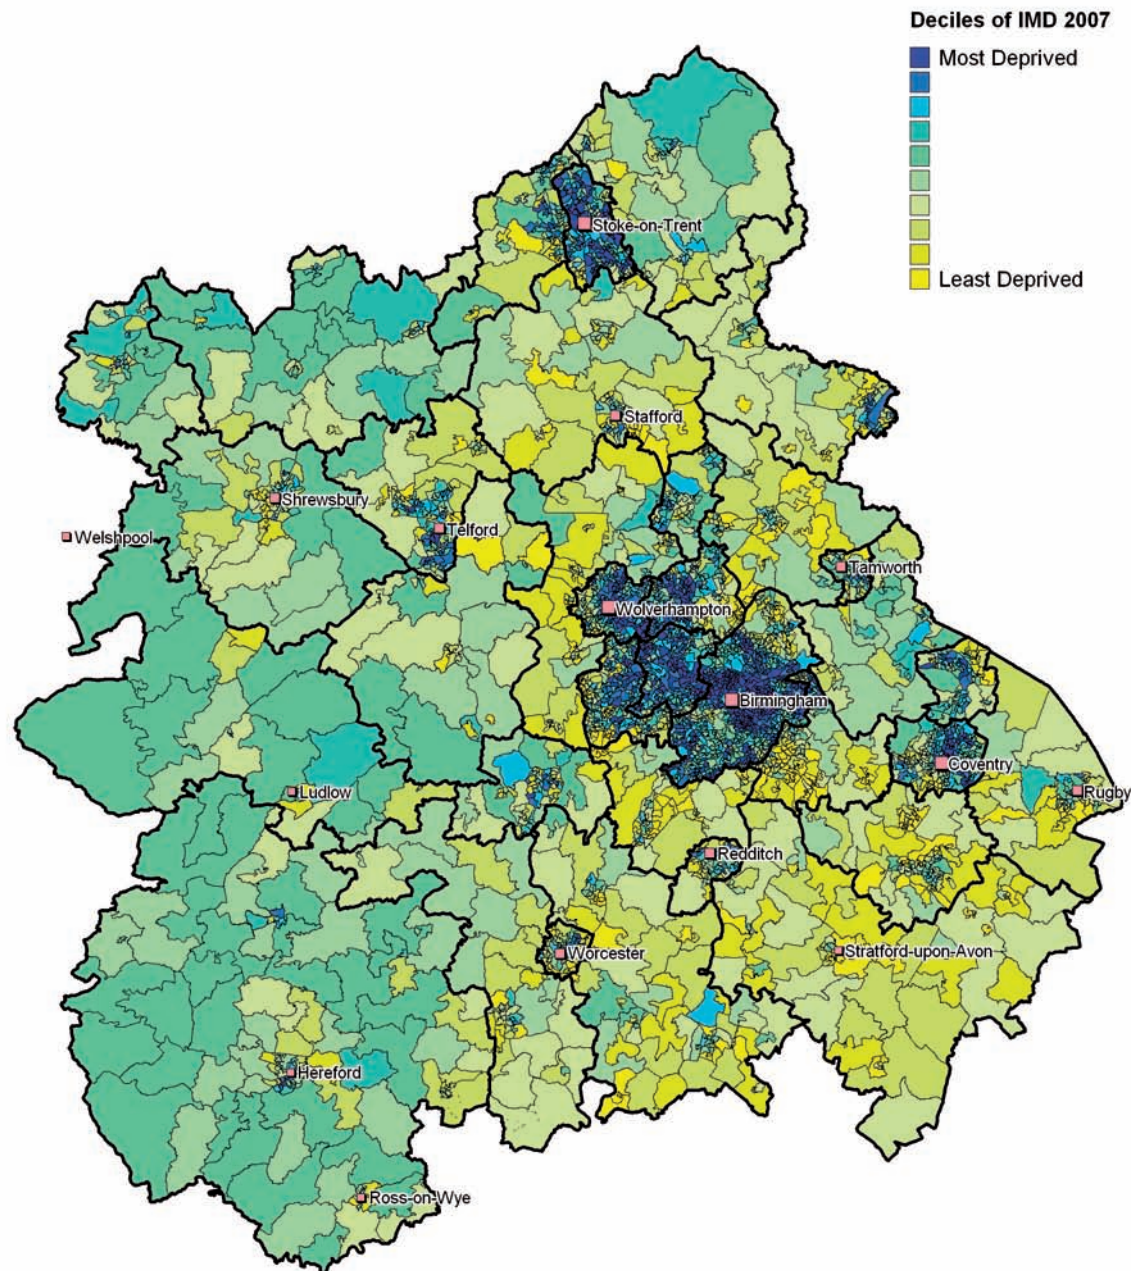 Deciles of IMD 2007
Most Deprived
Least Deprived
Stoke-on-Trent
Stafford
Shrewsbury
Telford
Welshpool
Tamworth
Wolverhampton
Birmingham
Coventry
Ludlow
Rugby
Redditch
Worcester
Stratford-upon-Avon
Hereford
Ross-on-Wye